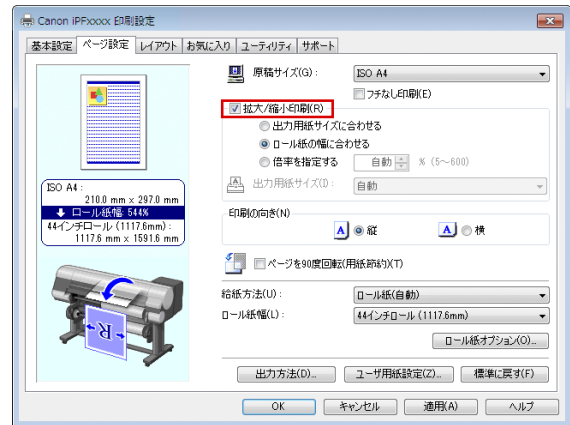 Canon iPFxxxx 印刷設定
基本設定 ページ設定 レイアウト お気に入り ユーティリティ サポート
原稿サイズ(G): ISO A4
フチなし印刷(E)
拡大/縮小印刷(R)
出力用紙サイズに合わせる
ロール紙の幅に合わせる
倍率を指定する 自動 % (5~600)
出力用紙サイズ(I): 自動
ISO A4:
210.0 mm x 297.0 mm
ロール紙幅: 544%
44インチロール (1117.6mm):
1117.6 mm x 1591.6 mm
印刷の向き(N)
A 縦 A 横
ページを90度回転(用紙節約)(T)
給紙方法(U): ロール紙(自動)
ロール紙幅(L): 44インチロール (1117.6mm)
ロール紙オプション(O)...
R
出力方法(D)... ユーザ用紙設定(Z)... 標準に戻す(F)
OK キャンセル 適用(A) ヘルプ